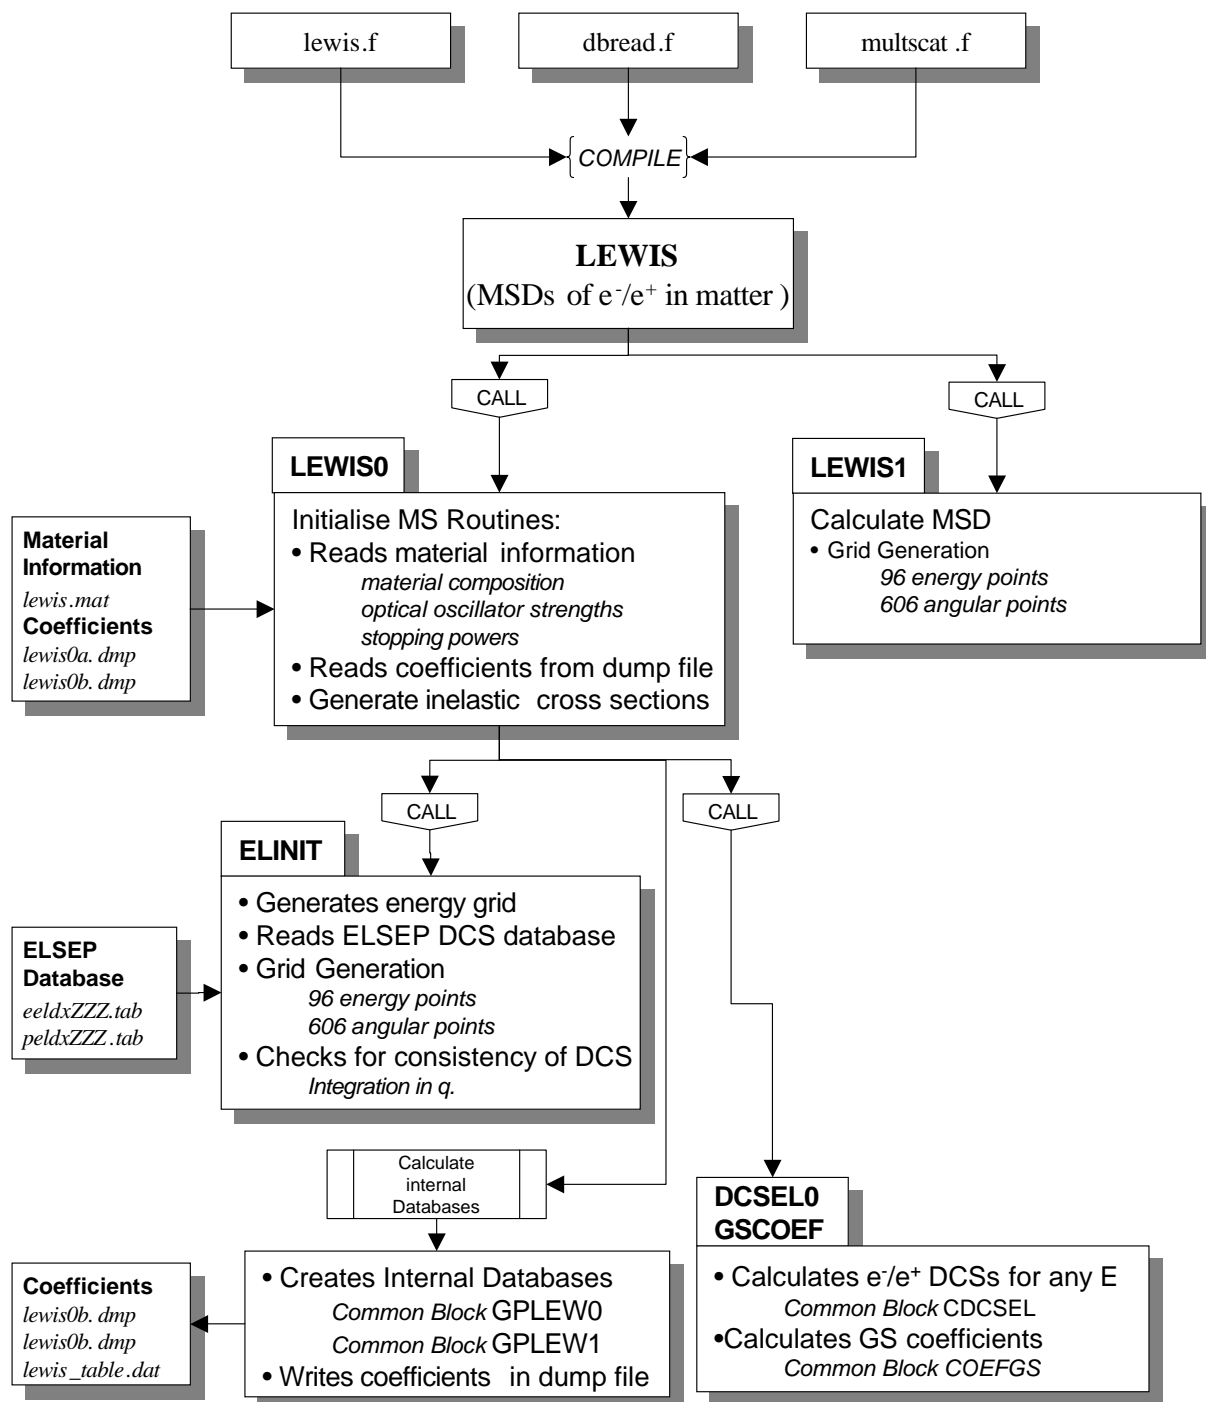 lewis.f
dbread.f
multscat .f
{COMPILE}
LEWIS
(MSDs of e-/e+ in matter )
CALL
CALL
LEWIS0
LEWIS1
Initialise MS Routines:
• Reads material information
material composition
optical oscillator strengths
stopping powers
• Reads coefficients from dump file
• Generate inelastic cross sections
Calculate MSD
• Grid Generation
96 energy points
606 angular points
Material
Information
lewis.mat
Coefficients
lewis0a. dmp
lewis0b. dmp
CALL
CALL
ELINIT
• Generates energy grid
• Reads ELSEP DCS database
• Grid Generation
96 energy points
606 angular points
• Checks for consistency of DCS
Integration in q.
ELSEP
Database
eeldxZZZ.tab
peldxZZZ.tab
Calculate
internal
Databases
DCSEL0
GSCOEF
• Creates Internal Databases
Common Block GPLEW0
Common Block GPLEW1
• Writes coefficients in dump file
Coefficients
lewis0b. dmp
lewis0b. dmp
lewis_table.dat
• Calculates e-/e+ DCSs for any E
Common Block CDCSEL
•Calculates GS coefficients
Common Block COEFGS